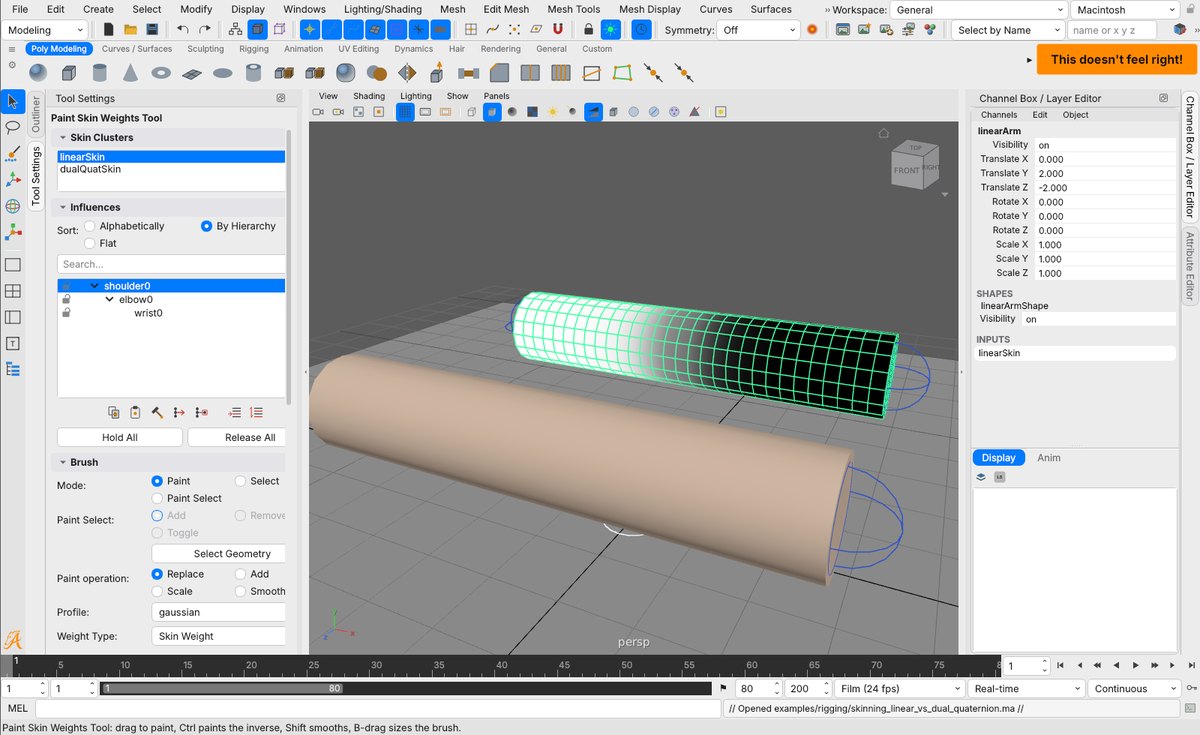 File Edit Create Select Modify Display Windows Lighting/Shading Mesh Edit Mesh Mesh Tools Mesh Display Curves Surfaces Workspace: General Macintosh
Modeling Symmetry: Off Select by Name name or x y z
Poly Modeling Curves / Surfaces Sculpting Rigging Animation UV Editing Dynamics Hair Rendering General Custom
This doesn't feel right!
Outliner
Tool Settings
Tool Settings
Paint Skin Weights Tool
Skin Clusters
linearSkin
dualQuatSkin
Influences
Sort: Alphabetically By Hierarchy
Flat
Search...
shoulder0
elbow0
wrist0
Hold All Release All
Brush
Mode: Paint Select
Paint Select
Paint Select: Add Remove
Toggle
Select Geometry
Paint operation: Replace Add
Scale Smooth
Profile: gaussian
Weight Type: Skin Weight
View Shading Lighting Show Panels
TOP
FRONT RIGHT
persp
y
z x
Channel Box / Layer Editor
Channels Edit Object
linearArm
Visibility on
Translate X 0.000
Translate Y 2.000
Translate Z -2.000
Rotate X 0.000
Rotate Y 0.000
Rotate Z 0.000
Scale X 1.000
Scale Y 1.000
Scale Z 1.000
SHAPES
linearArmShape
Visibility on
INPUTS
linearSkin
Display Anim
Channel Box / Layer Editor
Attribute Editor
1 5 10 15 20 25 30 35 40 45 50 55 60 65 70 75 8 1
1 1 1 80 80 200 Film (24 fps) Real-time Continuous
MEL // Opened examples/rigging/skinning_linear_vs_dual_quaternion.ma //
Paint Skin Weights Tool: drag to paint, Ctrl paints the inverse, Shift smooths, B-drag sizes the brush.